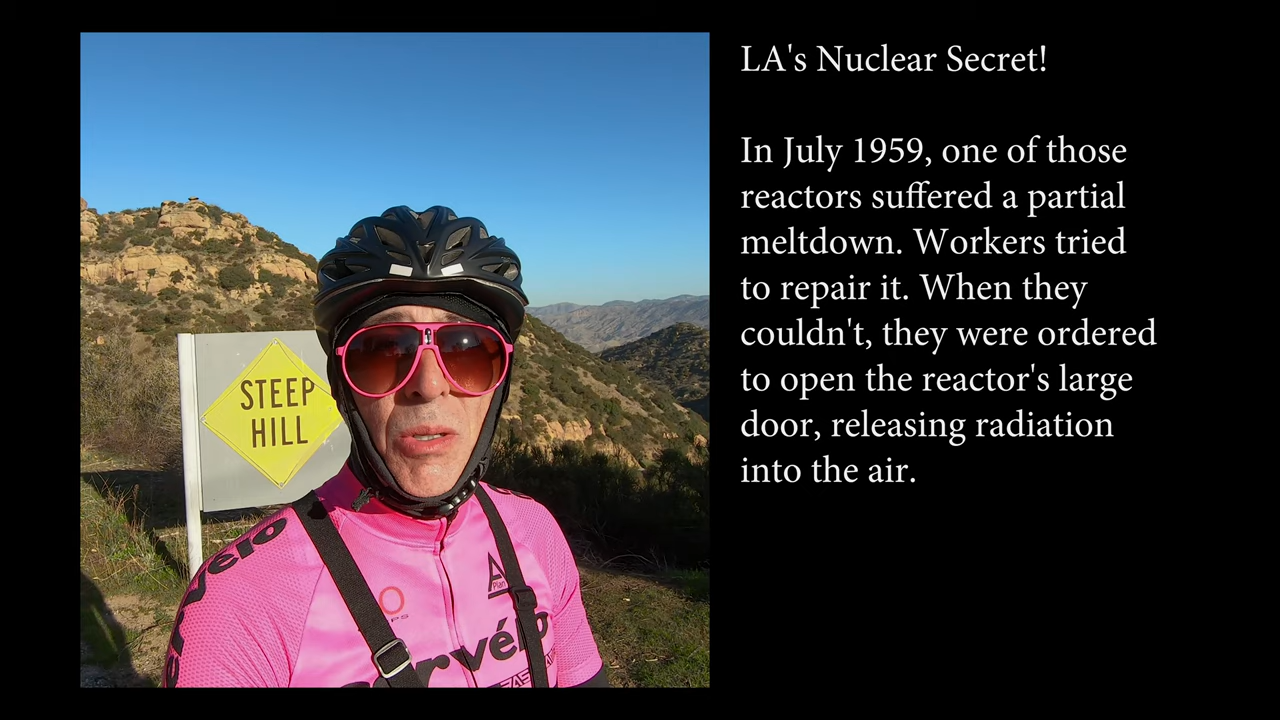 LA's Nuclear Secret!
In July 1959, one of those
reactors suffered a partial
meltdown. Workers tried
to repair it. When they
couldn't, they were ordered
to open the reactor's large
door, releasing radiation
into the air.
STEEP
HILL